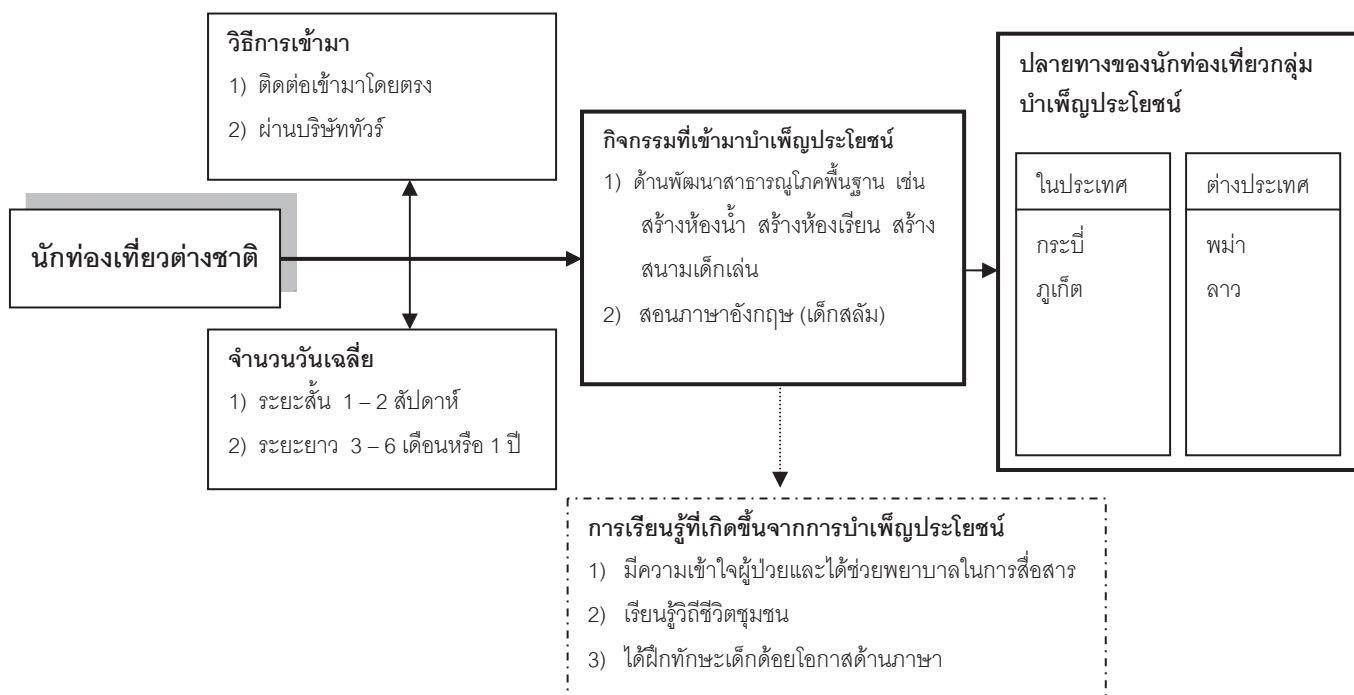 วิธีการเข้ามา
1) ติดต่อเข้ามาโดยตรง
2) ผ่านบริษัททัวร์
นักท่องเที่ยวต่างชาติ
จำนวนวันเฉลี่ย
1) ระยะสั้น 1 – 2 สัปดาห์
2) ระยะยาว 3 – 6 เดือนหรือ 1 ปี
กิจกรรมที่เข้ามาบำเพ็ญประโยชน์
1) ด้านพัฒนาสาธารณูโภคพื้นฐาน เช่น
สร้างห้องน้ำ สร้างห้องเรียน สร้าง
สนามเด็กเล่น
2) สอนภาษาอังกฤษ (เด็กสลัม)
ปลายทางของนักท่องเที่ยวกลุ่ม
บำเพ็ญประโยชน์
ในประเทศ
กระบี่
ภูเก็ต
ต่างประเทศ
พม่า
ลาว
การเรียนรู้ที่เกิดขึ้นจากการบำเพ็ญประโยชน์
1) มีความเข้าใจผู้ป่วยและได้ช่วยพยาบาลในการสื่อสาร
2) เรียนรู้วิถีชีวิตชุมชน
3) ได้ฝึกทักษะเด็กด้อยโอกาสด้านภาษา